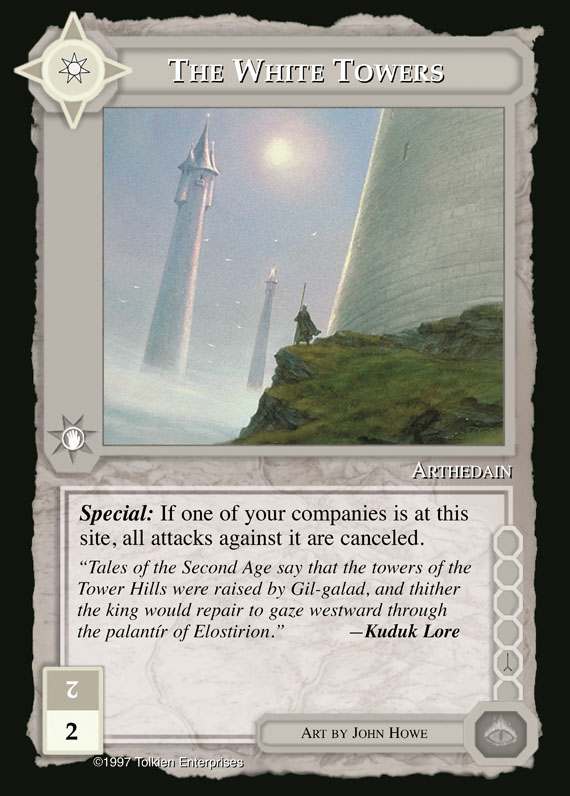 The White Towers
Arthedain
Special: If one of your companies is at this
site, all attacks against it are canceled.
“Tales of the Second Age say that the towers of the
Tower Hills were raised by Gil-galad, and thither
the king would repair to gaze westward through
the palantír of Elostirion.” —Kuduk Lore
2
2
Art by John Howe
©1997 Tolkien Enterprises